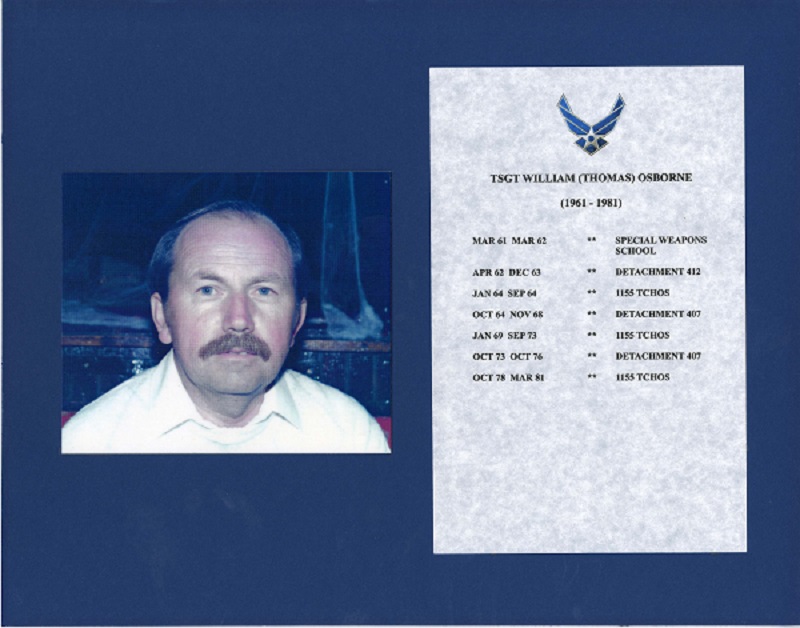 TSGT WILLIAM (THOMAS) OSBORNE
(1961 - 1981)
MAR 61 MAR 62 ** SPECIAL WEAPONS
SCHOOL
APR 62 DEC 63 ** DETACHMENT 412
JAN 64 SEP 64 ** 1155 TCHOS
OCT 64 NOV 68 ** DETACHMENT 407
JAN 69 SEP 73 ** 1155 TCHOS
OCT 73 OCT 76 ** DETACHMENT 407
OCT 78 MAR 81 ** 1155 TCHOS